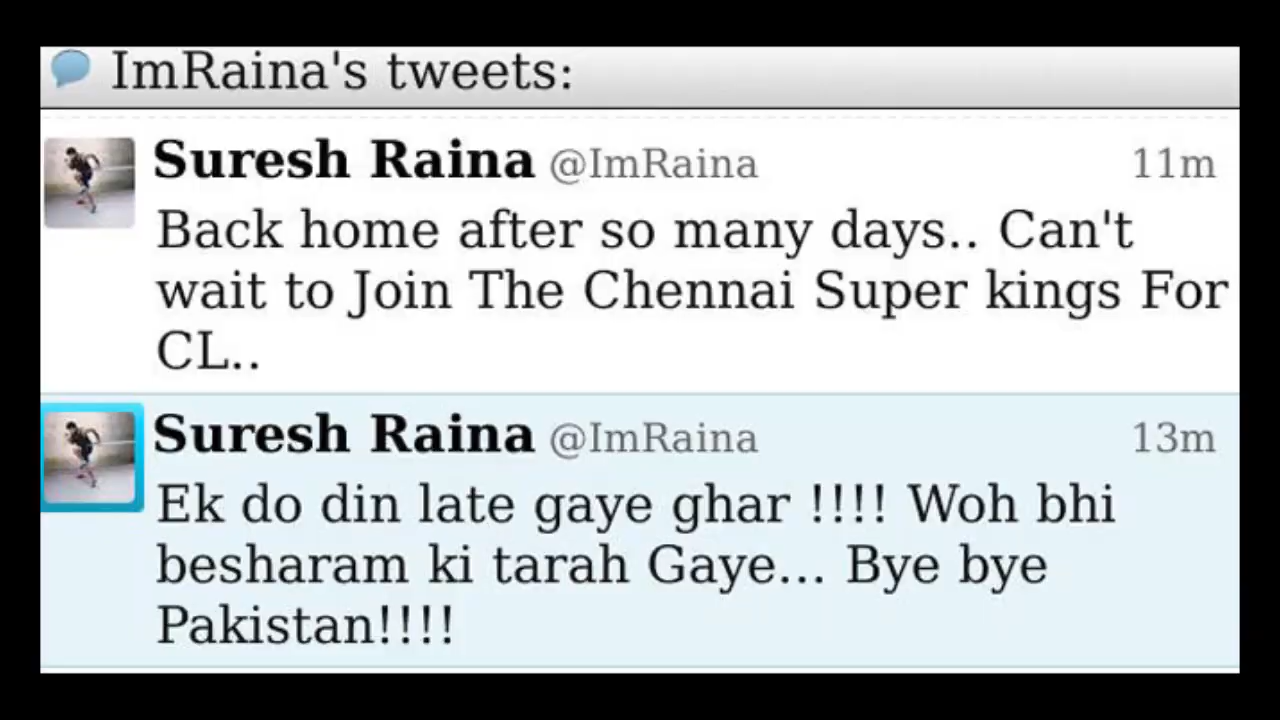 ImRaina's tweets:
Suresh Raina @ImRaina 11m
Back home after so many days.. Can't
wait to Join The Chennai Super kings For
CL..
Suresh Raina @ImRaina 13m
Ek do din late gaye ghar !!!! Woh bhi
besharam ki tarah Gaye... Bye bye
Pakistan!!!!